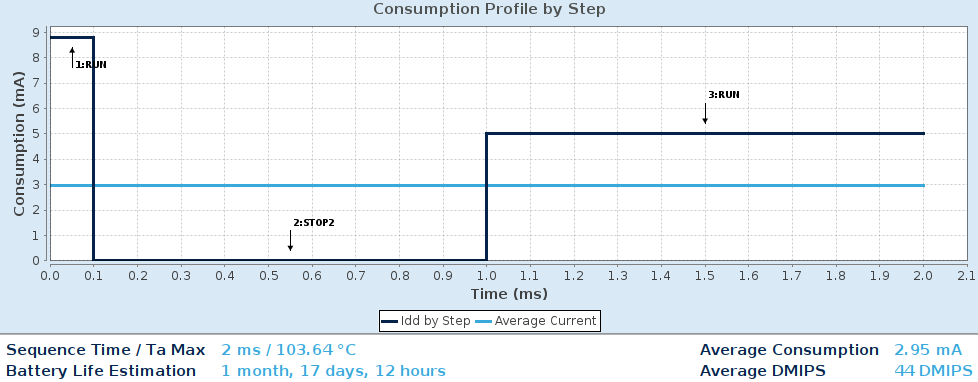 Consumption Profile by Step
Consumption (mA)
9
8
7
6
5
4
3
2
1
0
1:RUN
2:STOP2
3:RUN
0.0 0.1 0.2 0.3 0.4 0.5 0.6 0.7 0.8 0.9 1.0 1.1 1.2 1.3 1.4 1.5 1.6 1.7 1.8 1.9 2.0 2.1
Time (ms)
Idd by Step Average Current
Sequence Time / Ta Max 2 ms / 103.64 °C Average Consumption 2.95 mA
Battery Life Estimation 1 month, 17 days, 12 hours Average DMIPS 44 DMIPS